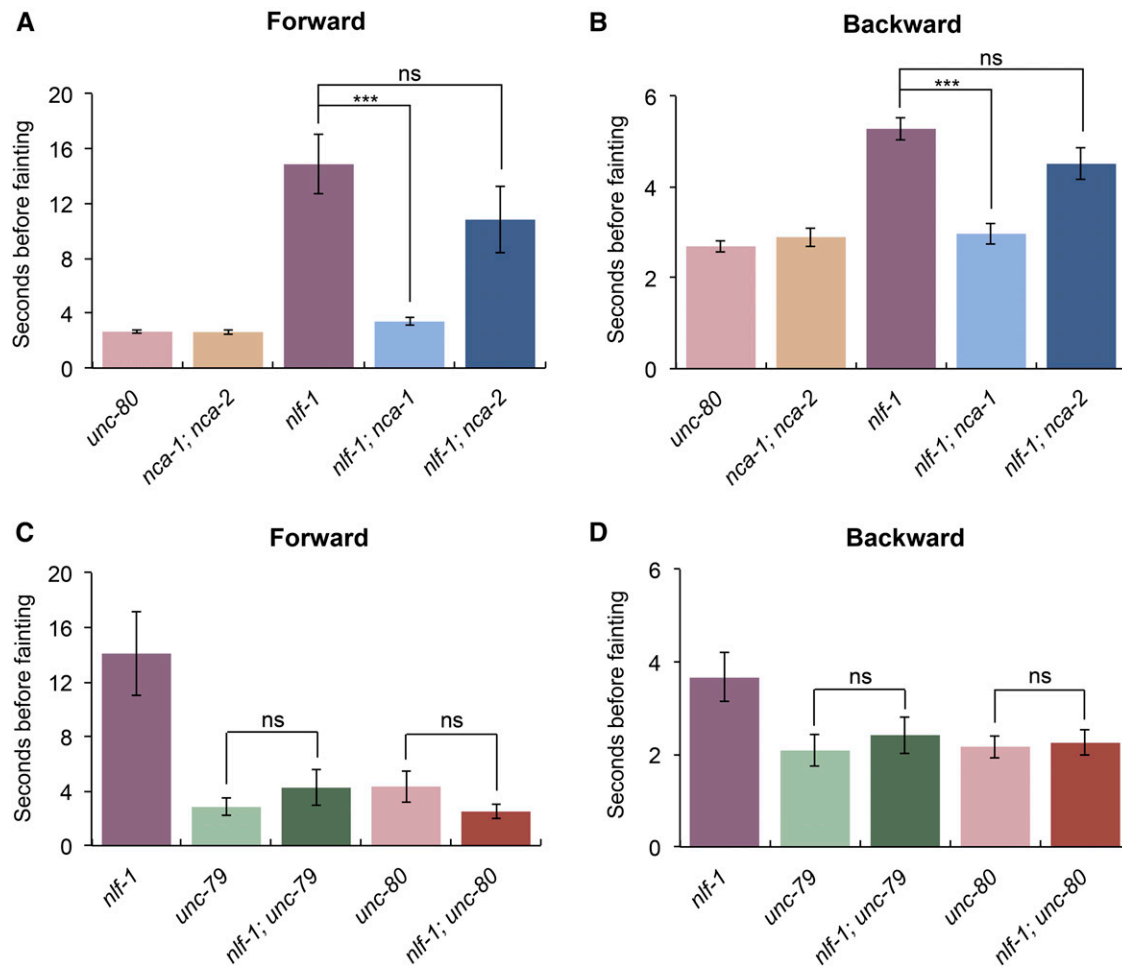 A
Forward
Seconds before fainting
20
16
12
8
4
0
ns
***
unc-80
nca-1; nca-2
nlf-1
nlf-1; nca-1
nlf-1; nca-2
B
Backward
Seconds before fainting
6
4
2
0
ns
***
unc-80
nca-1; nca-2
nlf-1
nlf-1; nca-1
nlf-1; nca-2
C
Forward
Seconds before fainting
20
16
12
8
4
0
ns
ns
nlf-1
unc-79
nlf-1; unc-79
unc-80
nlf-1; unc-80
D
Backward
Seconds before fainting
6
4
2
0
ns
ns
nlf-1
unc-79
nlf-1; unc-79
unc-80
nlf-1; unc-80